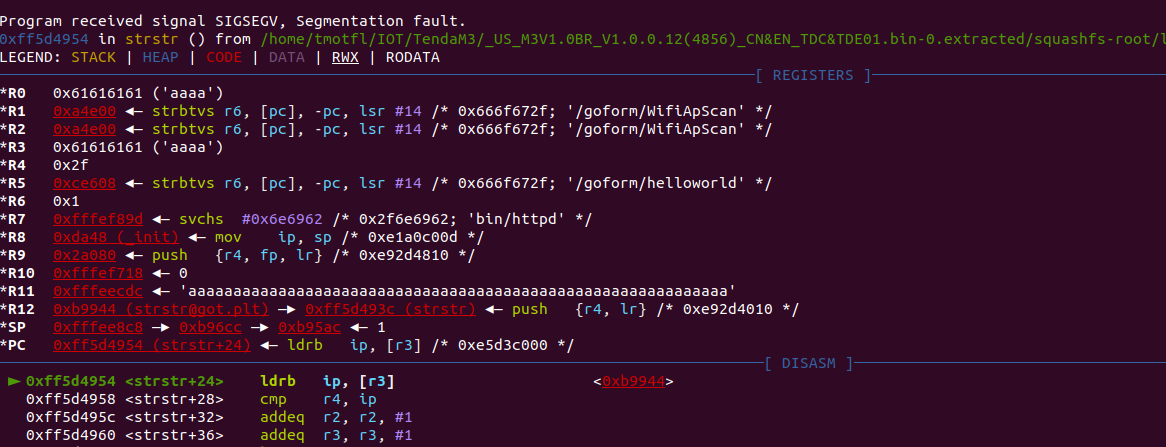 Program received signal SIGSEGV, Segmentation fault.
0xff5d4954 in strstr () from /home/tmotfl/IOT/TendaM3/_US_M3V1.0BR_V1.0.0.12(4856)_CN&EN_TDC&TDE01.bin-0.extracted/squashfs-root/l
LEGEND: STACK | HEAP | CODE | DATA | RWX | RODATA
[ REGISTERS ]
*R0 0x61616161 ('aaaa')
*R1 0xa4e00 ◂— strbtvs r6, [pc], -pc, lsr #14 /* 0x666f672f; '/goform/WifiApScan' */
*R2 0xa4e00 ◂— strbtvs r6, [pc], -pc, lsr #14 /* 0x666f672f; '/goform/WifiApScan' */
*R3 0x61616161 ('aaaa')
*R4 0x2f
*R5 0xce608 ◂— strbtvs r6, [pc], -pc, lsr #14 /* 0x666f672f; '/goform/helloworld' */
*R6 0x1
*R7 0xfffef89d ◂— svchs #0x6e6962 /* 0x2f6e6962; 'bin/httpd' */
*R8 0xda48 (_init) ◂— mov ip, sp /* 0xe1a0c00d */
*R9 0x2a080 ◂— push {r4, fp, lr} /* 0xe92d4810 */
*R10 0xfffef718 ◂— 0
*R11 0xfffeecdc ◂— 'aaaaaaaaaaaaaaaaaaaaaaaaaaaaaaaaaaaaaaaaaaaaaaaaaaaaaaaaaaaa'
*R12 0xb9944 (strstr@got.plt) —▸ 0xff5d493c (strstr) ◂— push {r4, lr} /* 0xe92d4010 */
*SP 0xfffee8c8 —▸ 0xb96cc —▸ 0xb95ac ◂— 1
*PC 0xff5d4954 (strstr+24) ◂— ldrb ip, [r3] /* 0xe5d3c000 */
[ DISASM ]
► 0xff5d4954 <strstr+24> ldrb ip, [r3] <0xb9944>
0xff5d4958 <strstr+28> cmp r4, ip
0xff5d495c <strstr+32> addeq r2, r2, #1
0xff5d4960 <strstr+36> addeq r3, r3, #1